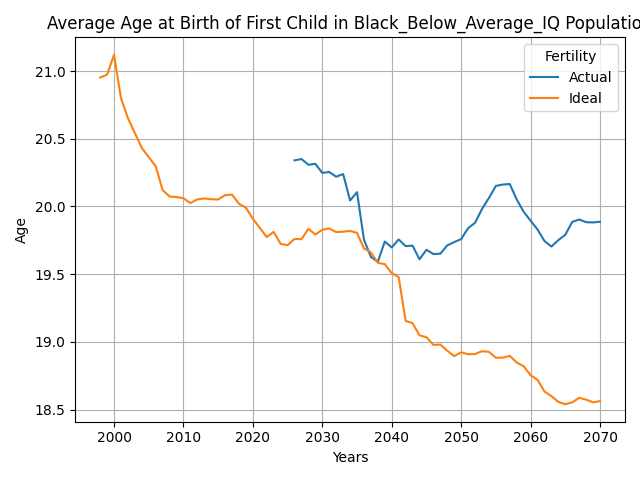 Average Age at Birth of First Child in Black_Below_Average_IQ Populatio
Fertility
Actual
Ideal
21.0
20.5
20.0
19.5
19.0
18.5
Age
2000
2010
2020
2030
2040
2050
2060
2070
Years